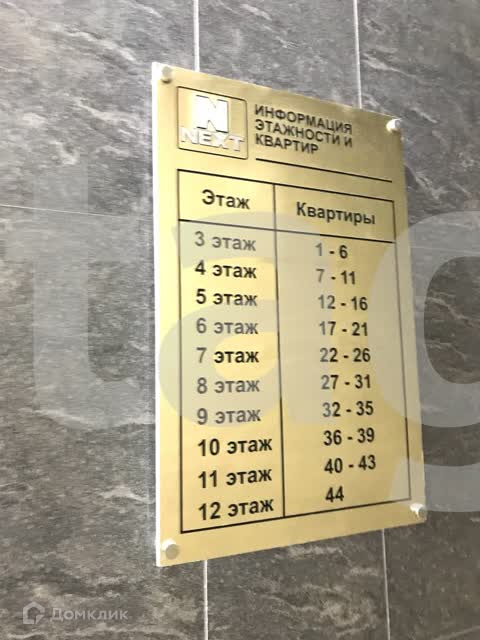 N
NEXT
ИНФОРМАЦИЯ
ЭТАЖНОСТИ И
КВАРТИР
Этаж Квартиры
3 этаж 1 - 6
4 этаж 7 - 11
5 этаж 12 - 16
6 этаж 17 - 21
7 этаж 22 - 26
8 этаж 27 - 31
9 этаж 32 - 35
10 этаж 36 - 39
11 этаж 40 - 43
12 этаж 44
Домклик